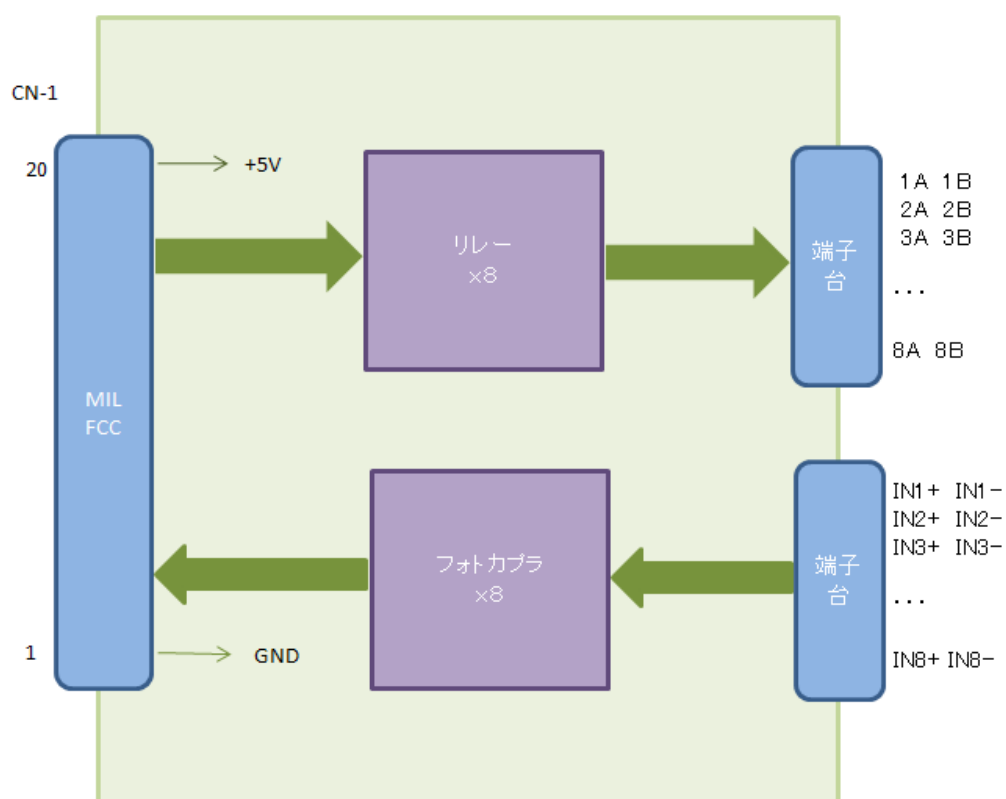 CN-1
20
+5V
MIL
FCC
1
GND
リレー
×8
端子
台
1A 1B
2A 2B
3A 3B
...
8A 8B
フォトカプラ
×8
端子
台
IN1+ IN1-
IN2+ IN2-
IN3+ IN3-
...
IN8+ IN8-